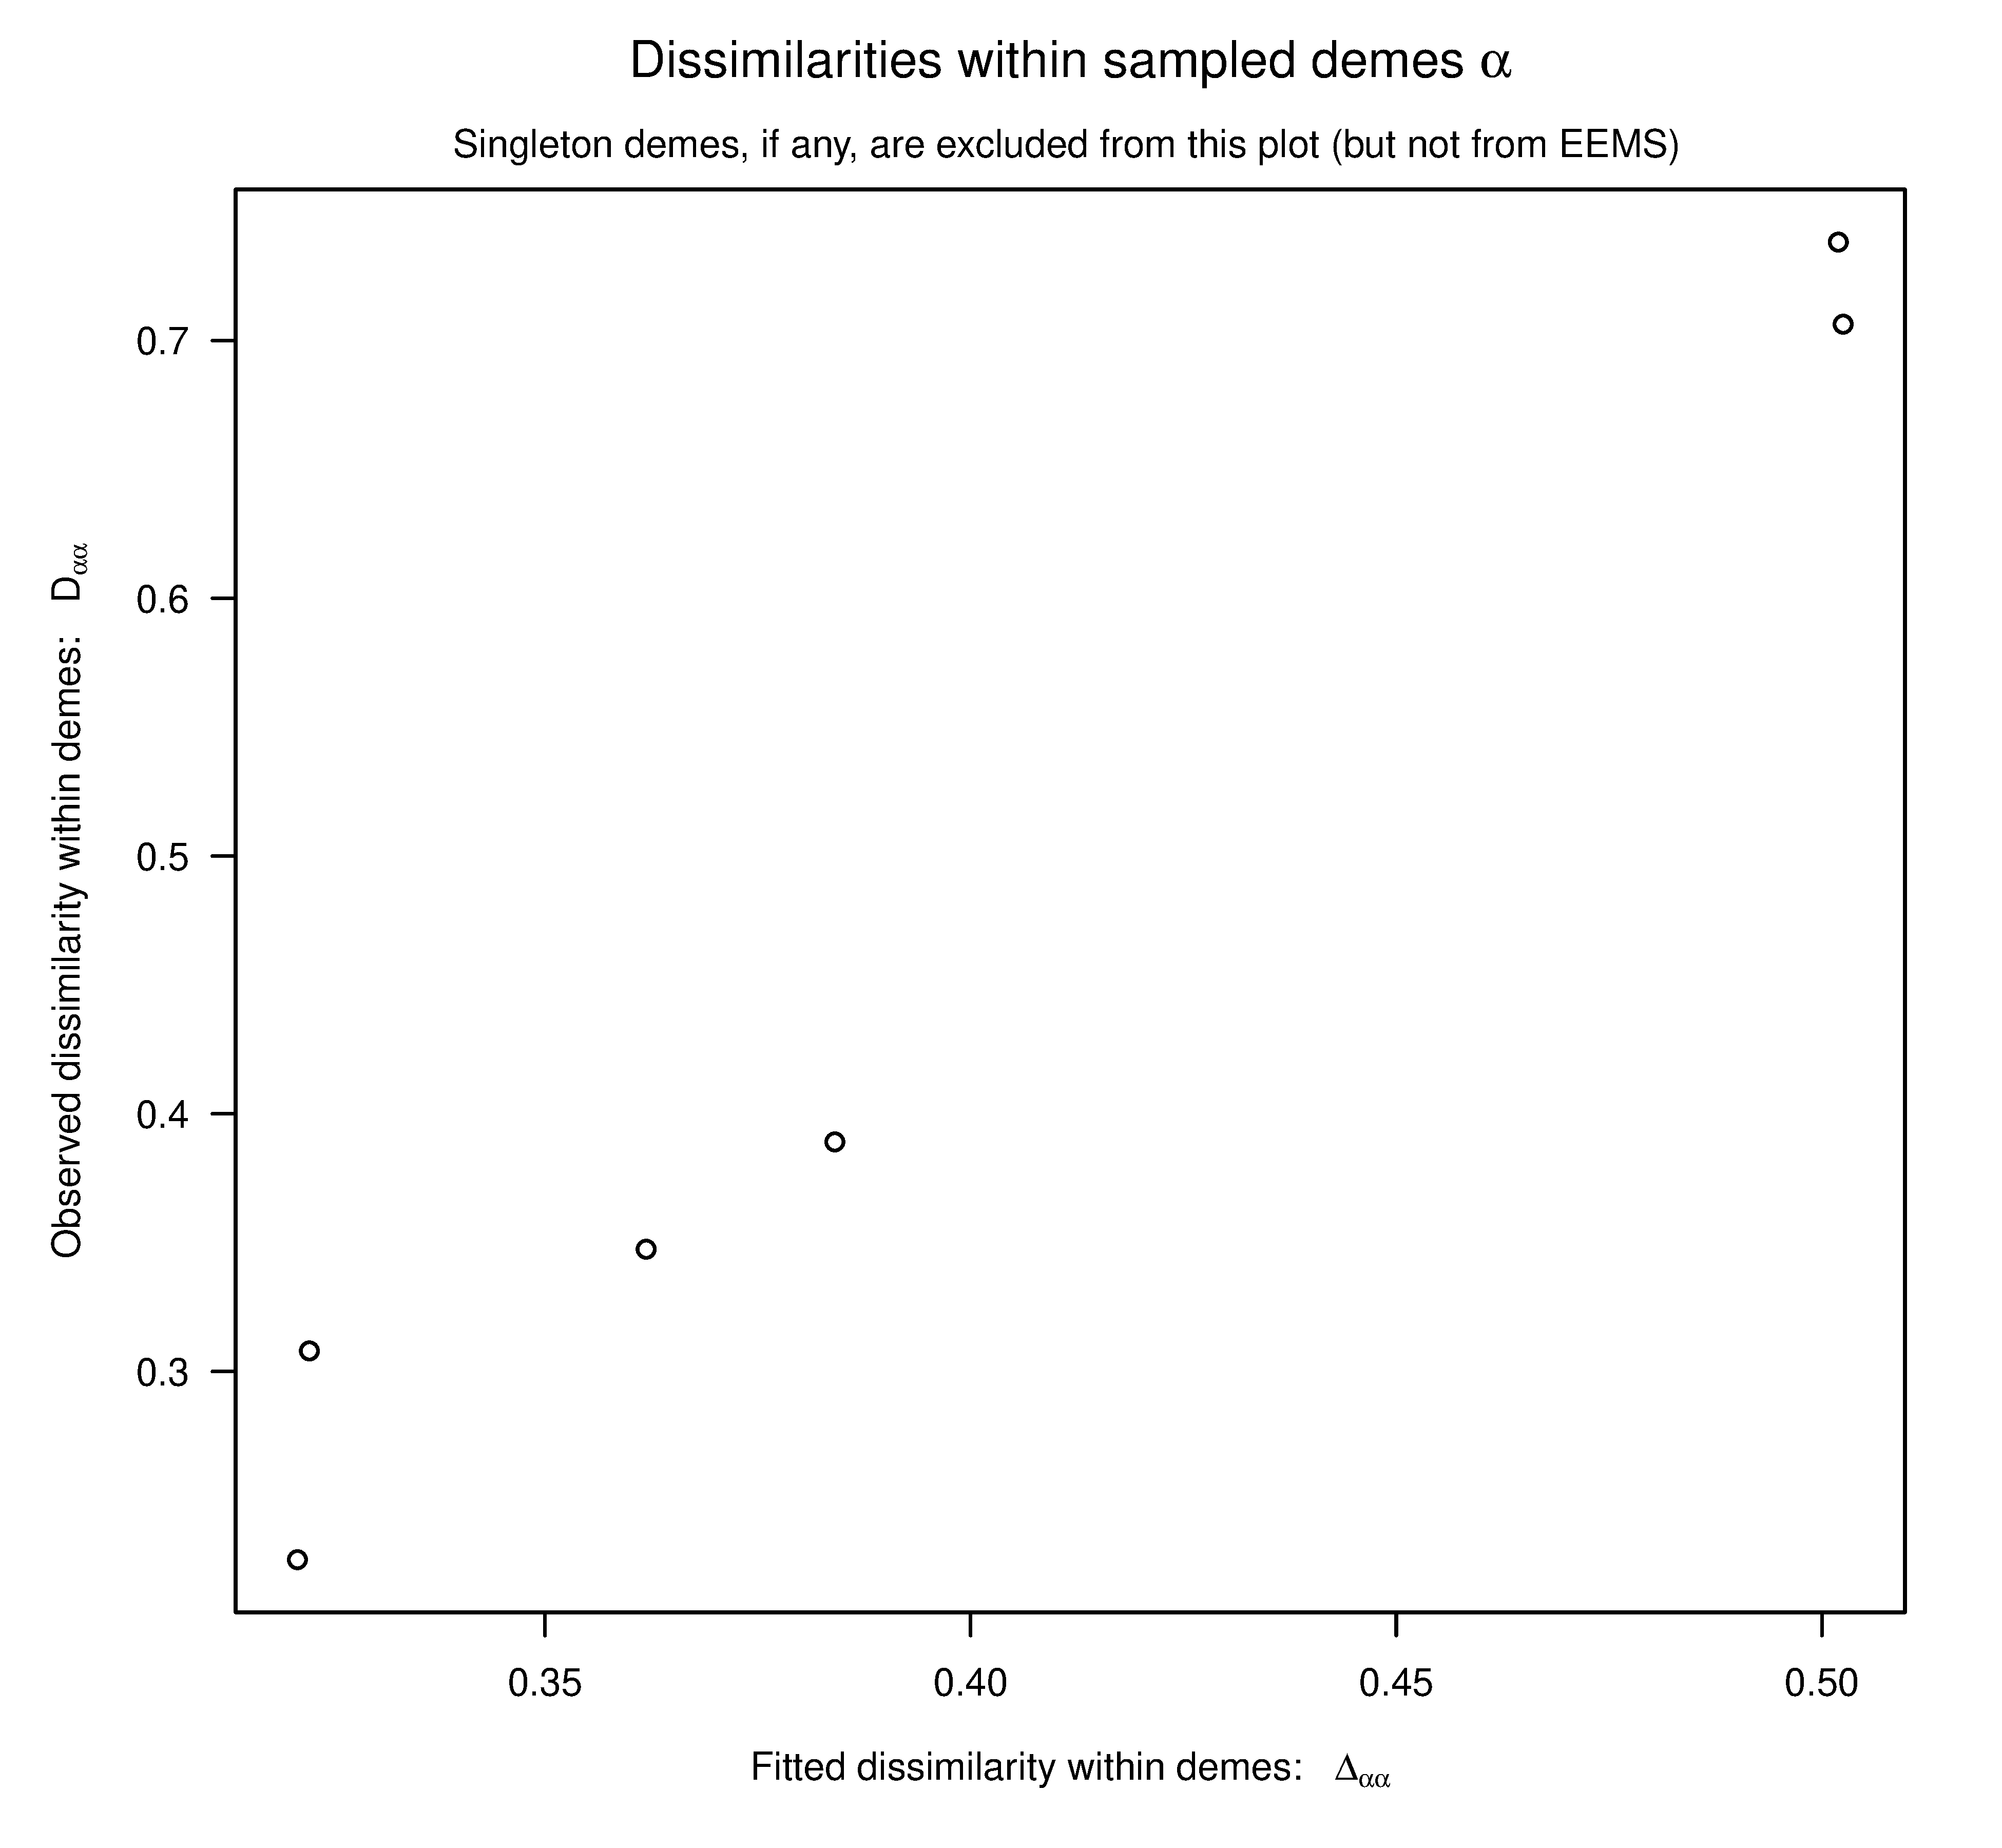 Dissimilarities within sampled demes α
Singleton demes, if any, are excluded from this plot (but not from EEMS)
Observed dissimilarity within demes: Dαα
0.7
0.6
0.5
0.4
0.3
0.35 0.40 0.45 0.50
Fitted dissimilarity within demes: Δαα